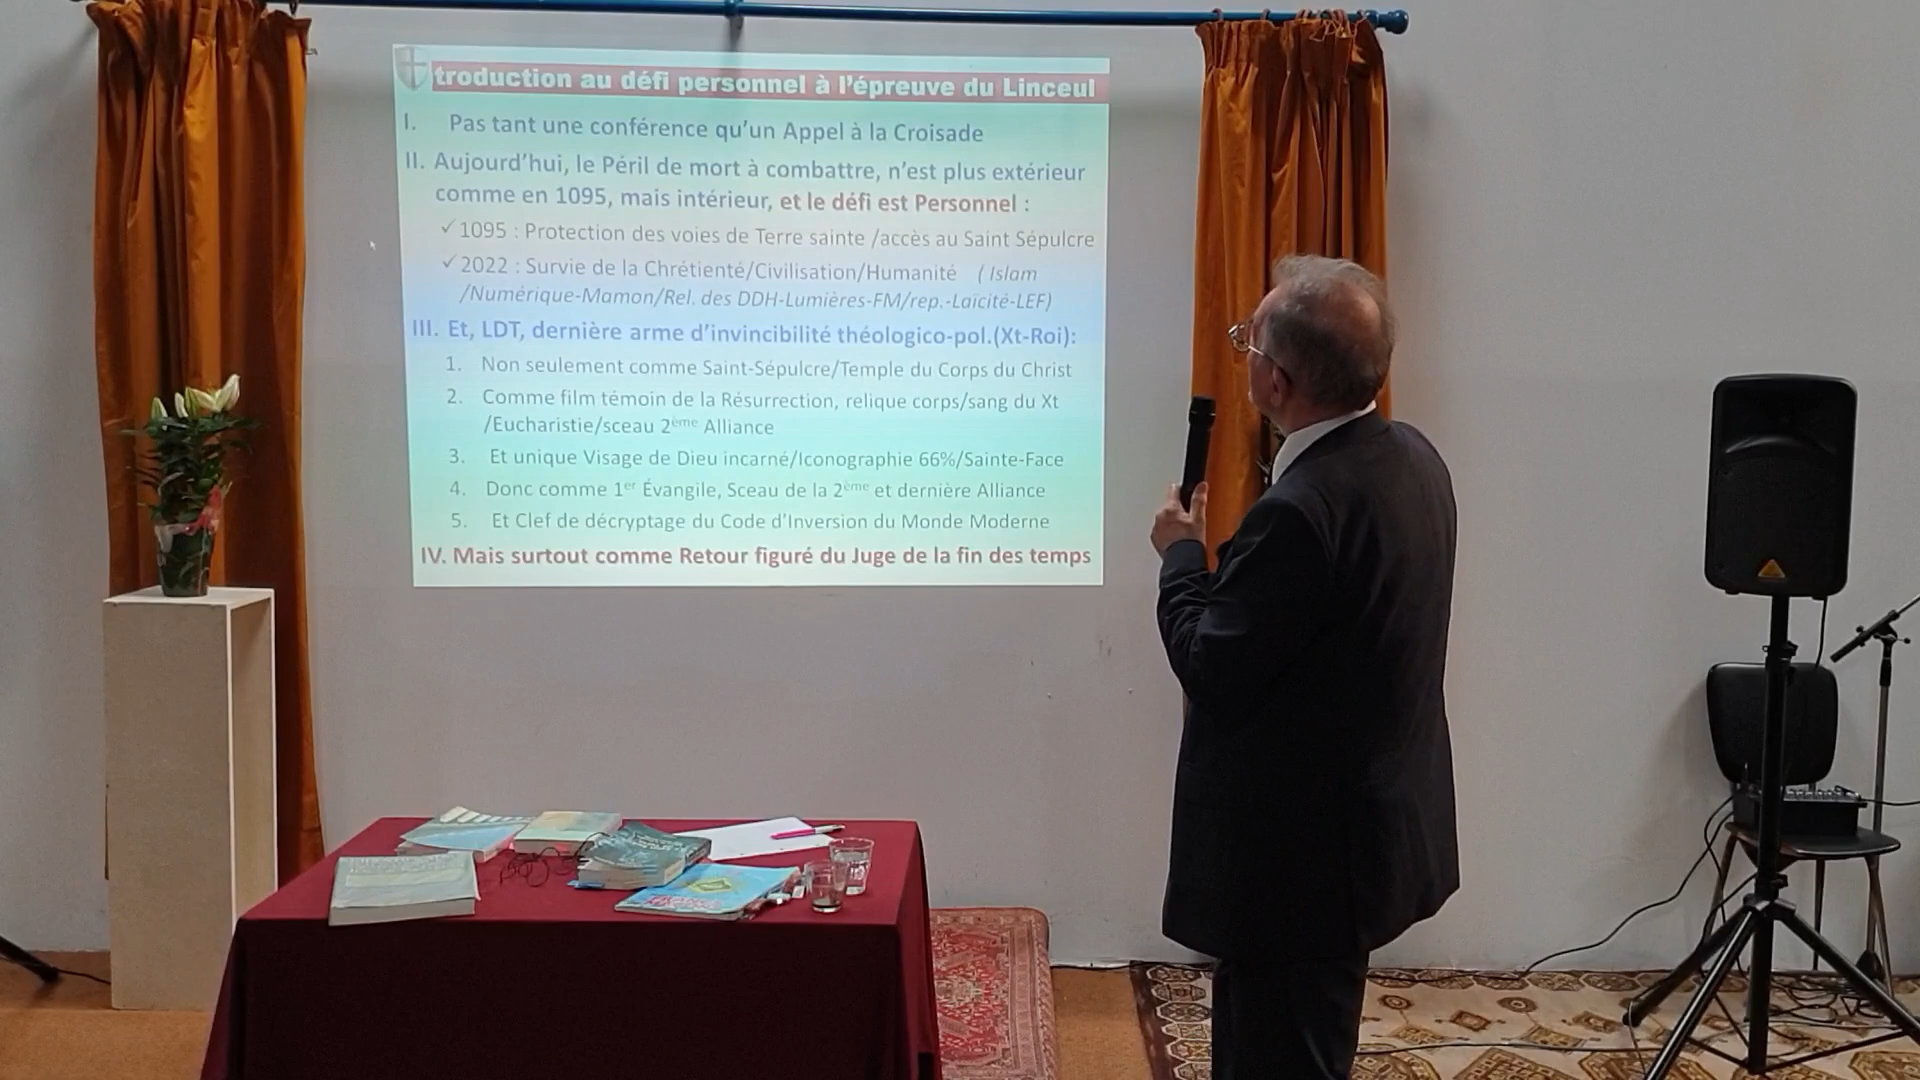 troduction au défi personnel à l'épreuve du Linceul
I. Pas tant une conférence qu'un Appel à la Croisade
II. Aujourd'hui, le Péril de mort à combattre, n'est plus extérieur
comme en 1095, mais intérieur, et le défi est Personnel :
✓ 1095 : Protection des voies de Terre sainte /accès au Saint Sépulcre
✓ 2022 : Survie de la Chrétienté/Civilisation/Humanité ( Islam
/Numérique-Mamon/Rel. des DDH-Lumières-FM/rep.-Laïcité-LEF)
III. Et, LDT, dernière arme d'invincibilité théologico-pol.(Xt-Roi):
1. Non seulement comme Saint-Sépulcre/Temple du Corps du Christ
2. Comme film témoin de la Résurrection, relique corps/sang du Xt
/Eucharistie/sceau 2ème Alliance
3. Et unique Visage de Dieu incarné/Iconographie 66%/Sainte-Face
4. Donc comme 1er Évangile, Sceau de la 2ème et dernière Alliance
5. Et Clef de décryptage du Code d'Inversion du Monde Moderne
IV. Mais surtout comme Retour figuré du Juge de la fin des temps